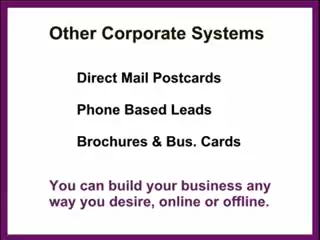 Other Corporate Systems
Direct Mail Postcards
Phone Based Leads
Brochures & Bus. Cards
You can build your business any
way you desire, online or offline.